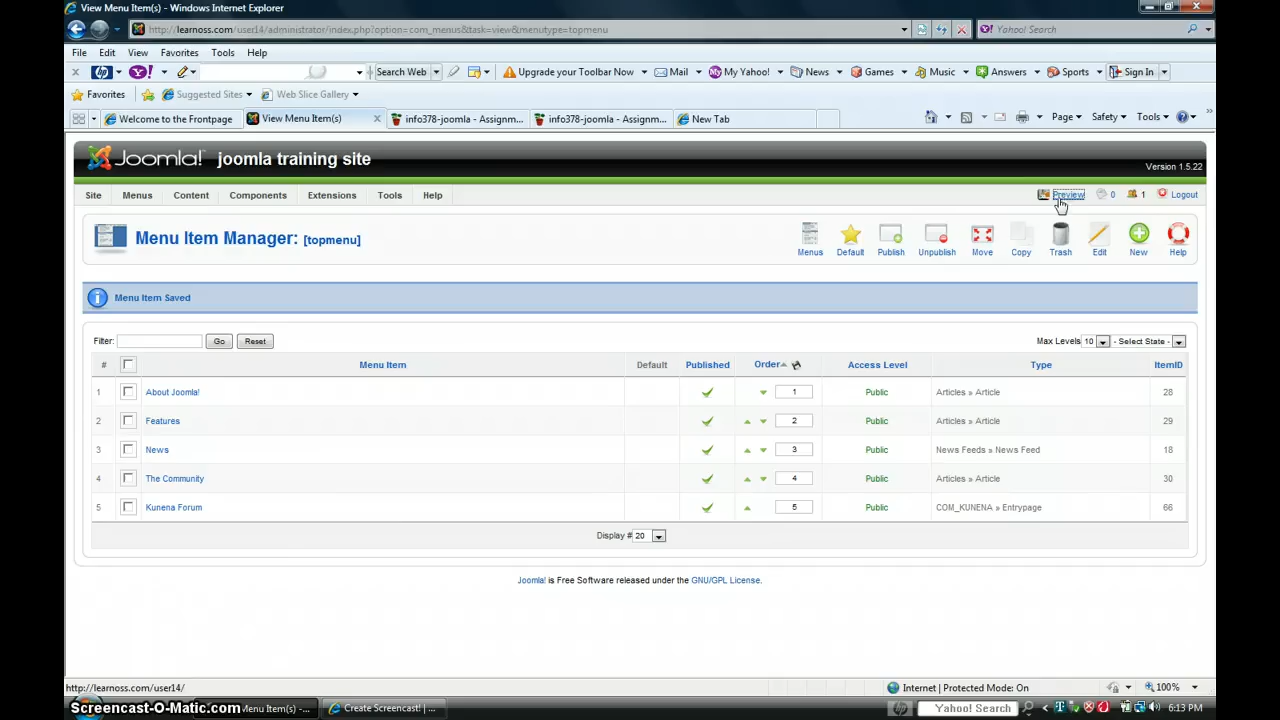 View Menu Item(s) - Windows Internet Explorer
http://learnoss.com/user14/administrator/index.php?option=com_menus&task=view&menutype=topmenu
Yahoo! Search
File Edit View Favorites Tools Help
Search Web Upgrade your Toolbar Now Mail My Yahoo! News Games Music Answers Sports Sign In
Favorites Suggested Sites Web Slice Gallery
Welcome to the Frontpage View Menu Item(s) info378-joomla - Assignm... info378-joomla - Assignm... New Tab Page Safety Tools
Joomla! joomla training site
Version 1.5.22
Site Menus Content Components Extensions Tools Help Preview 0 1 Logout
Menu Item Manager: [topmenu]
Menus Default Publish Unpublish Move Copy Trash Edit New Help
Menu Item Saved
Filter: Go Reset Max Levels 10 - Select State -
# Menu Item Default Published Order Access Level Type ItemID
1 About Joomla! 1 Public Articles » Article 28
2 Features 2 Public Articles » Article 29
3 News 3 Public News Feeds » News Feed 18
4 The Community 4 Public Articles » Article 30
5 Kunena Forum 5 Public COM_KUNENA » Entrypage 66
Display # 20
Joomla! is Free Software released under the GNU/GPL License.
http://learnoss.com/user14/ Internet | Protected Mode: On 100%
Screencast-O-Matic.com Menu Item(s) -... Create Screencast! | ... Yahoo! Search 6:13 PM